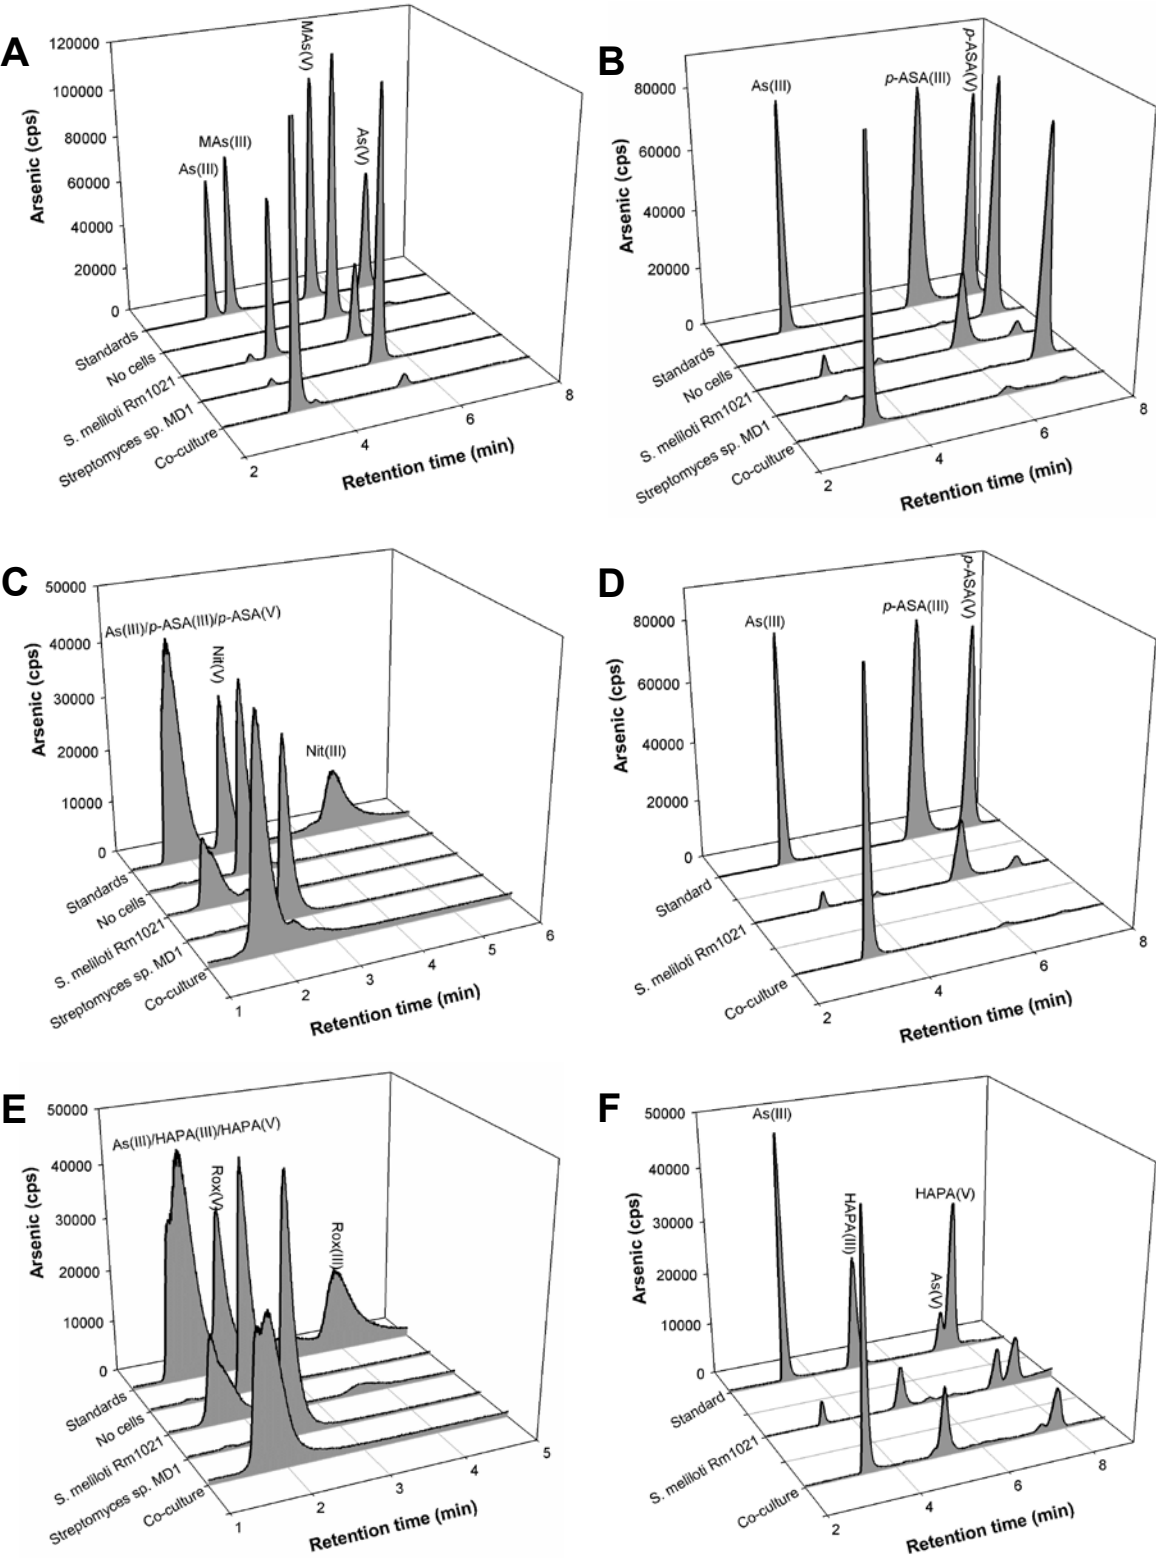 A
Arsenic (cps)
120000
100000
80000
60000
40000
20000
0
As(III)
MAs(III)
MAs(V)
As(V)
Standards
No cells
S. meliloti Rm1021
Streptomyces sp. MD1
Co-culture
2
4
6
8
Retention time (min)
B
Arsenic (cps)
80000
60000
40000
20000
0
As(III)
p-ASA(III)
p-ASA(V)
Standards
No cells
S. meliloti Rm1021
Streptomyces sp. MD1
Co-culture
2
4
6
8
Retention time (min)
C
Arsenic (cps)
50000
40000
30000
20000
10000
0
As(III)/p-ASA(III)/p-ASA(V)
Nit(V)
Nit(III)
Standards
No cells
S. meliloti Rm1021
Streptomyces sp. MD1
Co-culture
1
2
3
4
5
6
Retention time (min)
D
Arsenic (cps)
80000
60000
40000
20000
0
As(III)
p-ASA(III)
p-ASA(V)
Standard
S. meliloti Rm1021
Co-culture
2
4
6
8
Retention time (min)
E
Arsenic (cps)
50000
40000
30000
20000
10000
0
As(III)/HAPA(III)/HAPA(V)
Rox(V)
Rox(III)
Standards
No cells
S. meliloti Rm1021
Streptomyces sp. MD1
Co-culture
1
2
3
4
5
Retention time (min)
F
Arsenic (cps)
50000
40000
30000
20000
10000
0
As(III)
HAPA(III)
As(V)
HAPA(V)
Standard
S. meliloti Rm1021
Co-culture
2
4
6
8
Retention time (min)